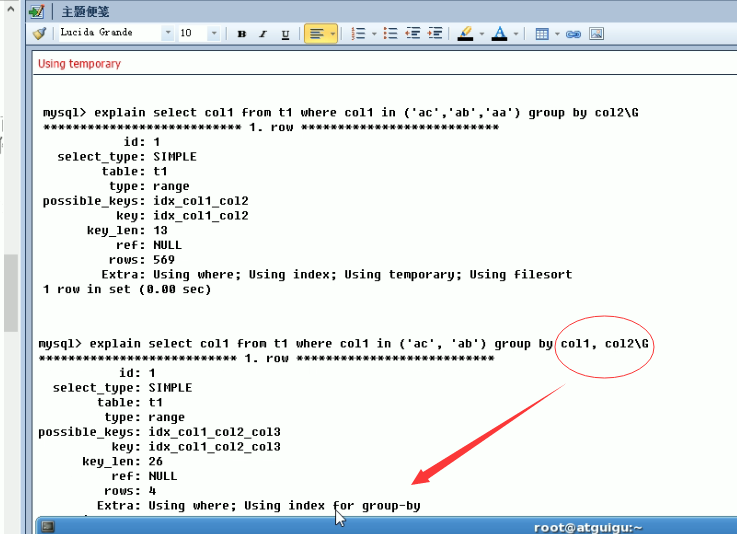 主题便笺
Lucida Grande 10 B I U A
Using temporary
mysql> explain select col1 from t1 where col1 in ('ac','ab','aa') group by col2\G
*************************** 1. row ***************************
id: 1
select_type: SIMPLE
table: t1
type: range
possible_keys: idx_col1_col2
key: idx_col1_col2
key_len: 13
ref: NULL
rows: 569
Extra: Using where; Using index; Using temporary; Using filesort
1 row in set (0.00 sec)
mysql> explain select col1 from t1 where col1 in ('ac', 'ab') group by col1, col2\G
*************************** 1. row ***************************
id: 1
select_type: SIMPLE
table: t1
type: range
possible_keys: idx_col1_col2_col3
key: idx_col1_col2_col3
key_len: 26
ref: NULL
rows: 4
Extra: Using where; Using index for group-by
root@atguigu:~